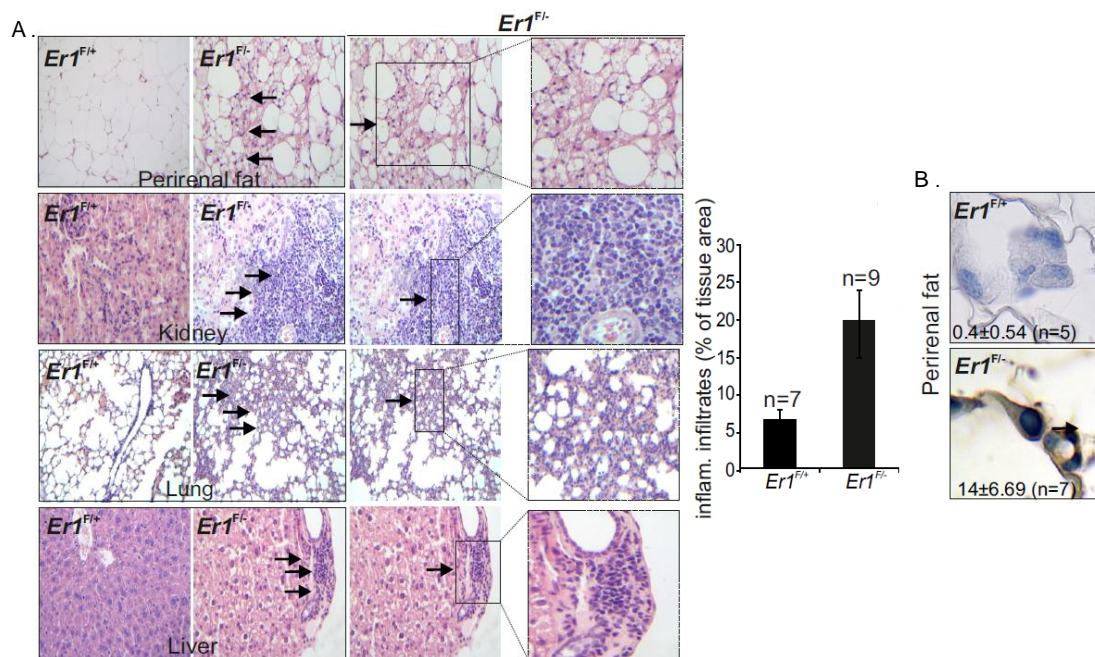 A.
Er1F/-
Er1F/+
Er1F/-
Perirenal fat
Er1F/+
Er1F/-
Kidney
Er1F/+
Er1F/-
Lung
Er1F/+
Er1F/-
Liver
inflam. infiltrates (% of tissue area)
30
25
20
15
10
5
0
n=7
n=9
Er1F/+
Er1F/-
B.
Perirenal fat
Er1F/+
0.4±0.54 (n=5)
Er1F/-
14±6.69 (n=7)